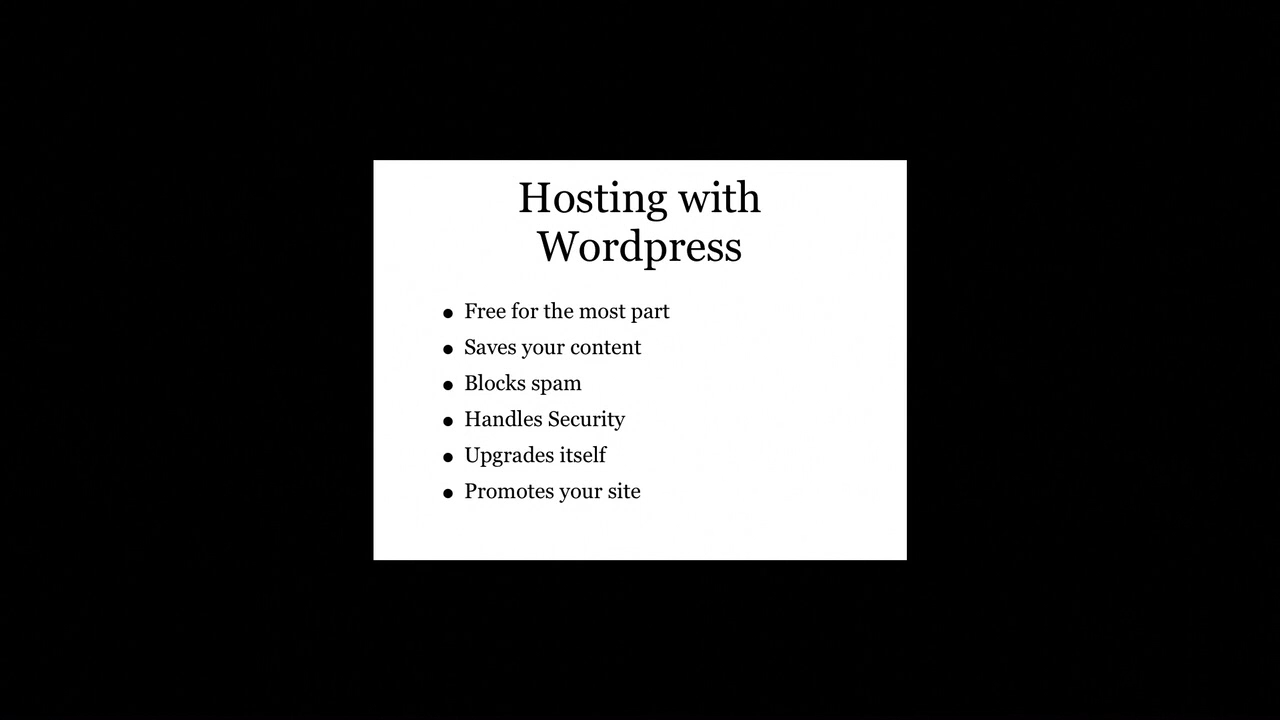 Hosting with
Wordpress
● Free for the most part
● Saves your content
● Blocks spam
● Handles Security
● Upgrades itself
● Promotes your site